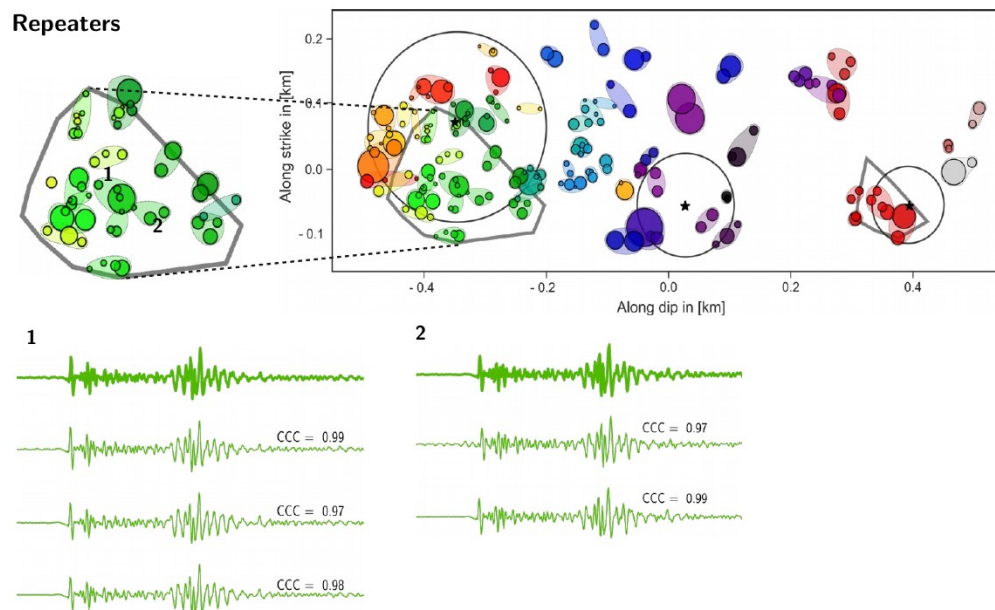 Repeaters
Along strike in [km]
0.2
0.1
0.0
- 0.1
- 0.4
- 0.2
0.0
0.2
0.4
Along dip in [km]
1
2
1
CCC = 0.99
CCC = 0.97
CCC = 0.98
2
CCC = 0.97
CCC = 0.99